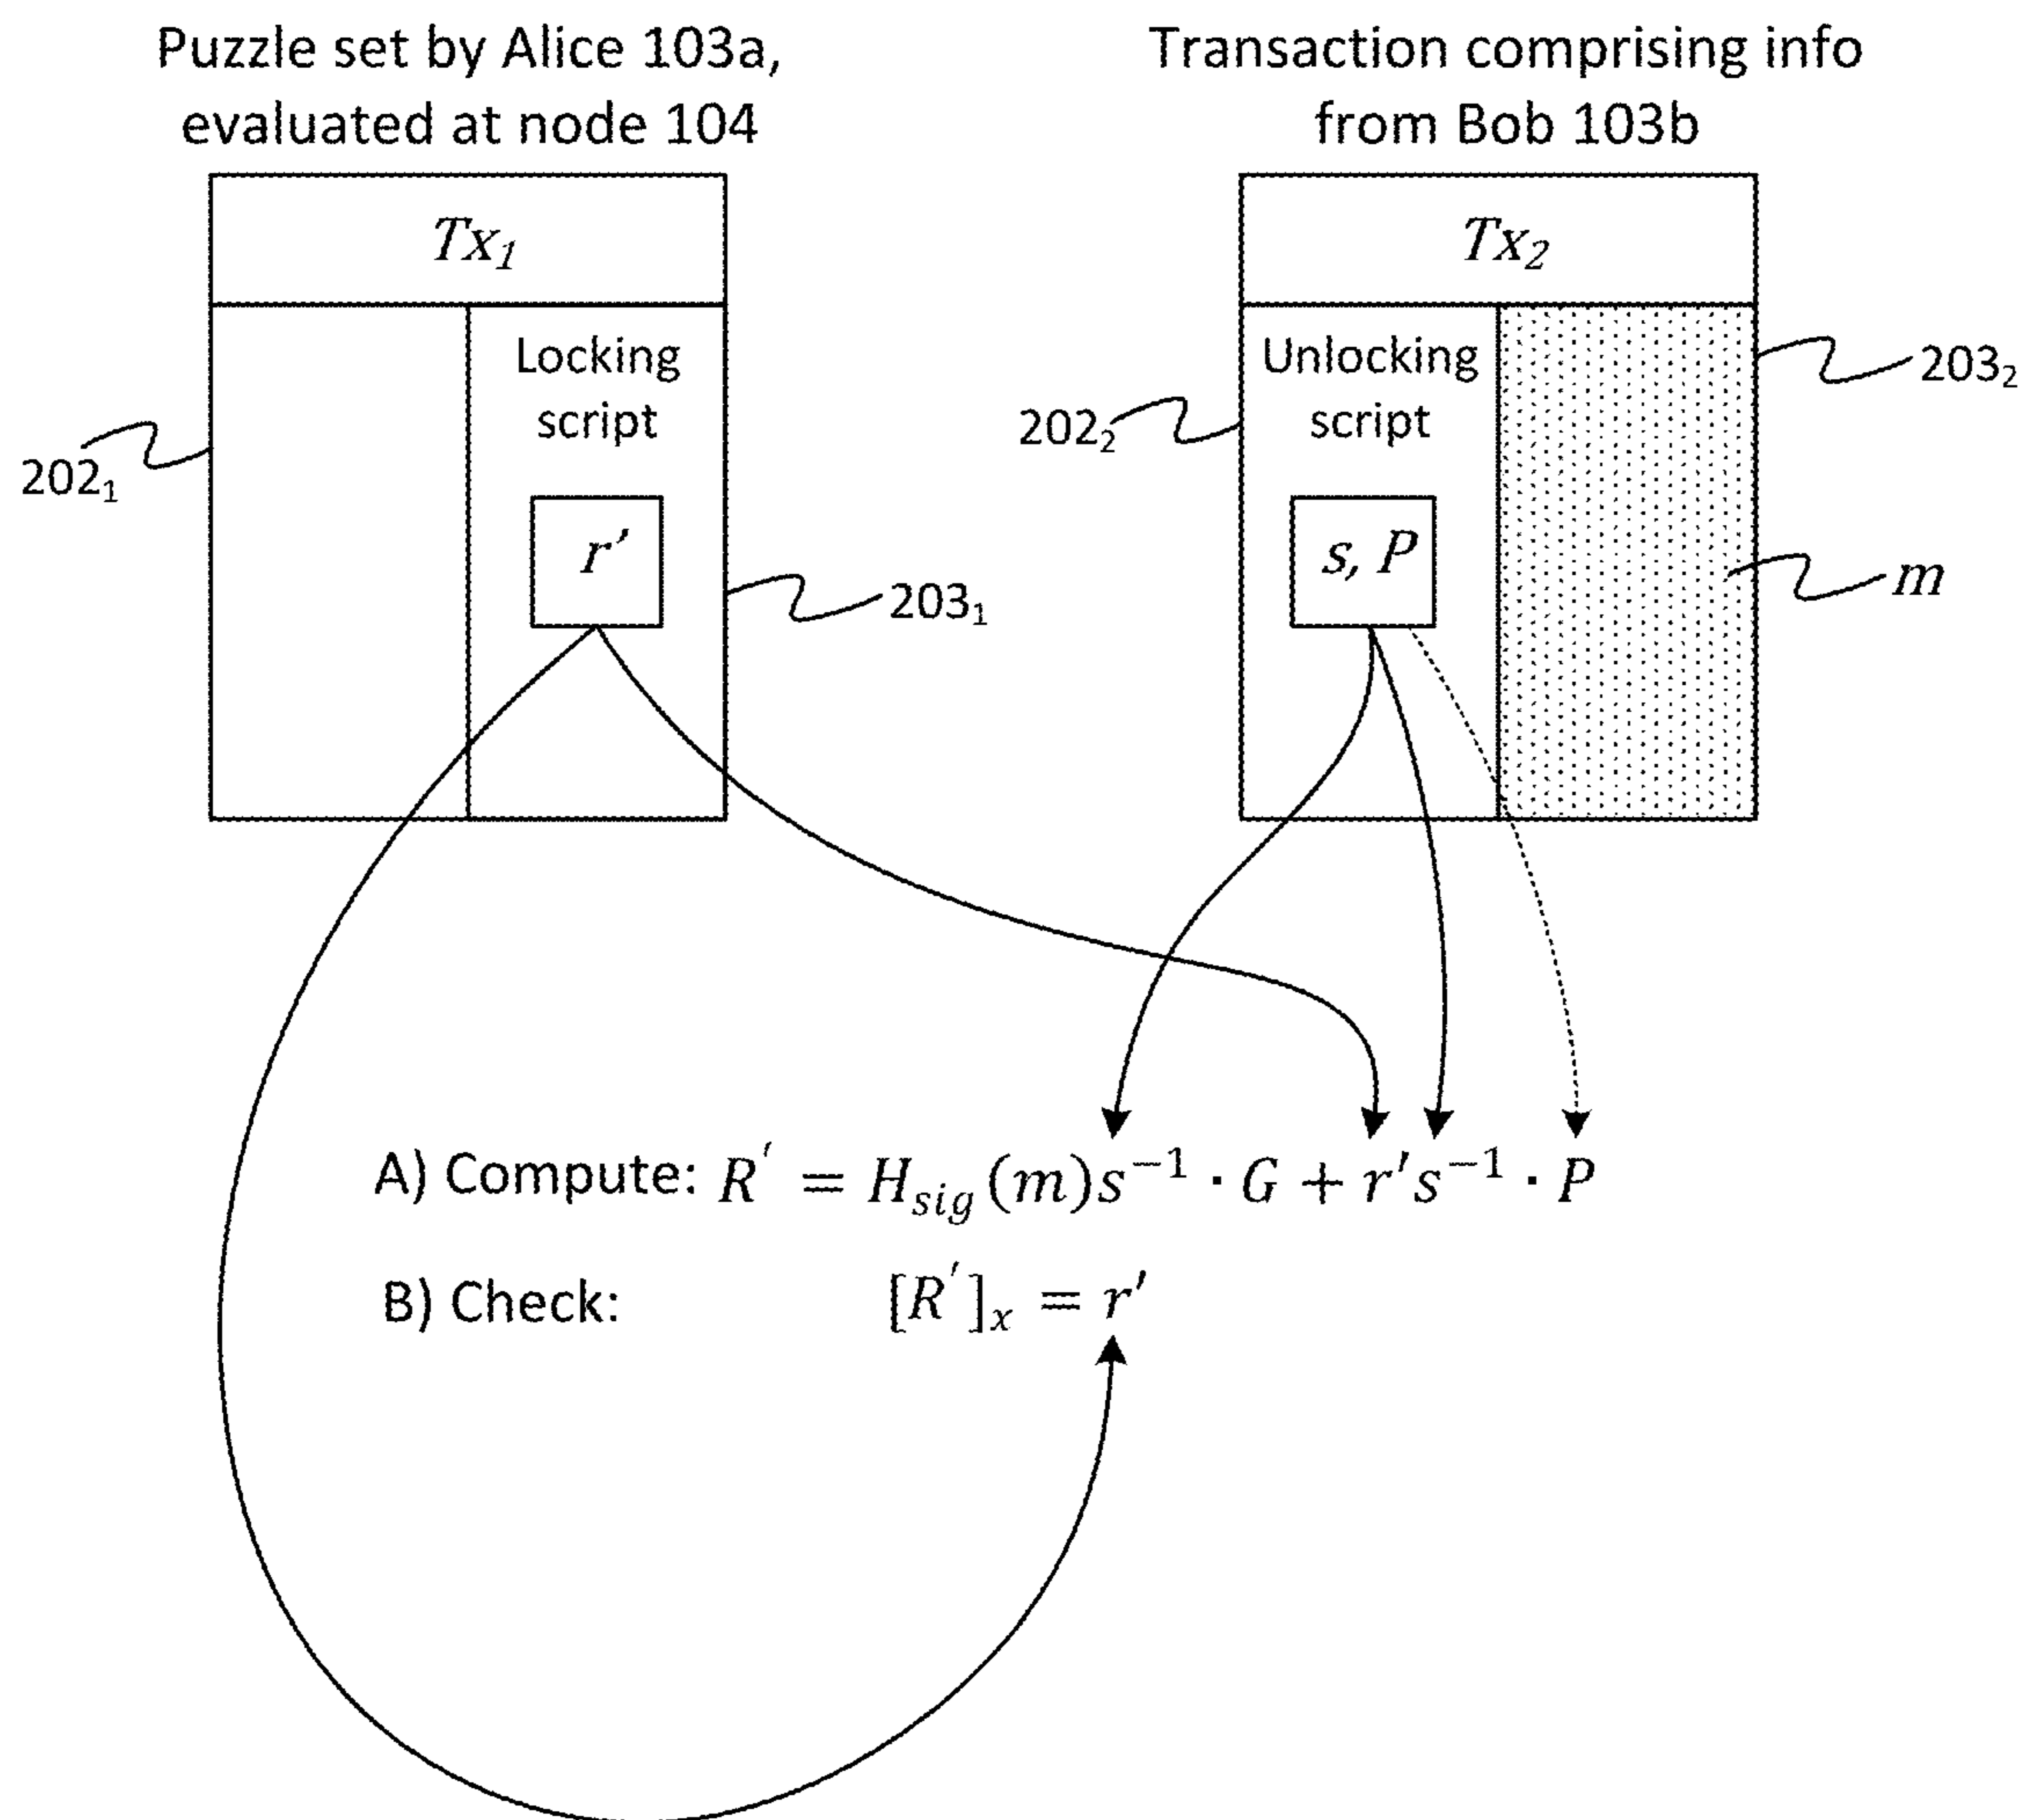 Puzzle set by Alice 103a,
evaluated at node 104
Tx₁
Locking
script
r'
202₁
203₁
Transaction comprising info
from Bob 103b
Tx₂
Unlocking
script
s, P
202₂
203₂
m
A) Compute: R' = H_sig(m)s⁻¹ · G + r's⁻¹ · P
B) Check: [R']ₓ = r'